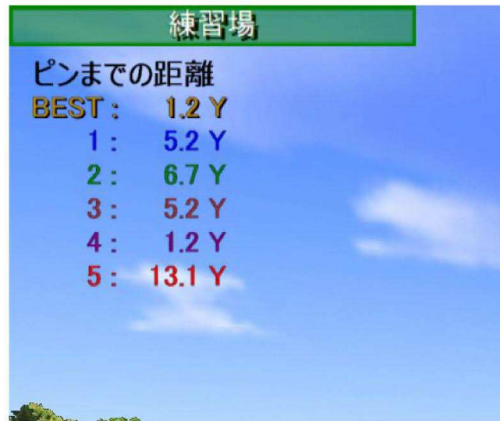 練習場
ピンまでの距離
BEST : 1.2 Y
1 : 5.2 Y
2 : 6.7 Y
3 : 5.2 Y
4 : 1.2 Y
5 : 13.1 Y